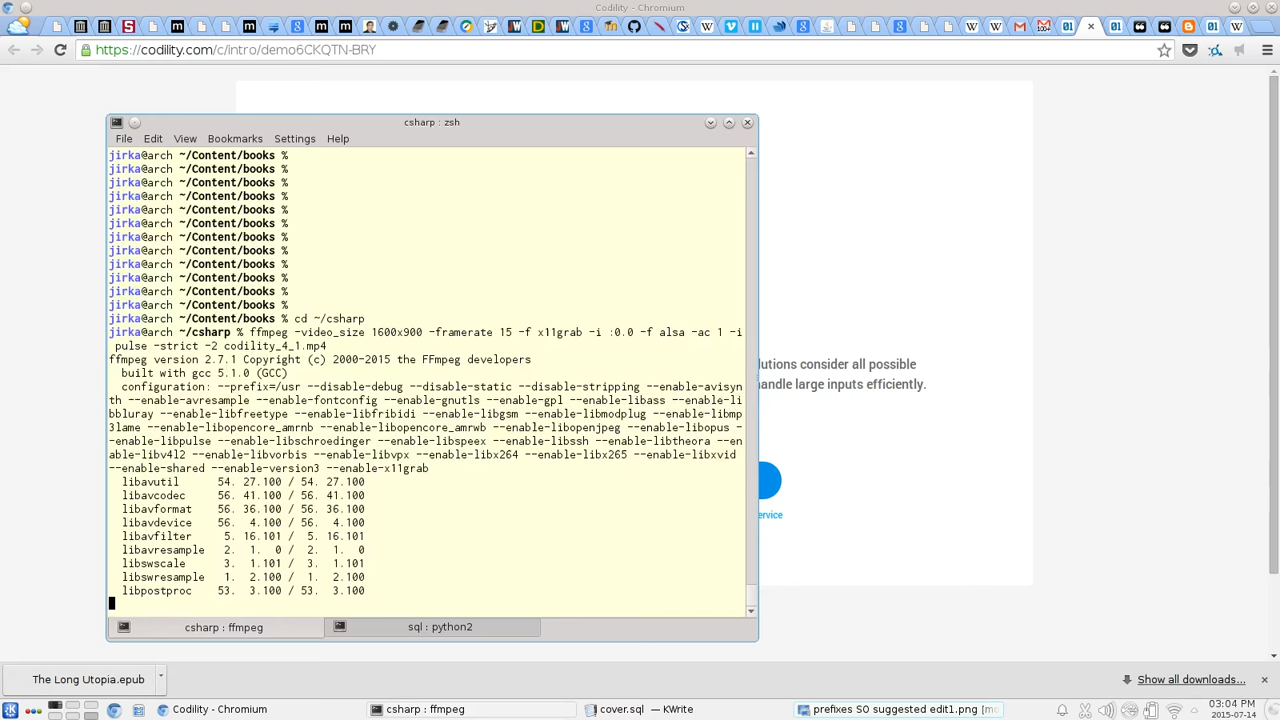 Codility - Chromium
100+
01
01
01
https://codility.com/c/intro/demo6CKQTN-BRY
csharp : zsh
File Edit View Bookmarks Settings Help
jirka@arch ~/Content/books %
jirka@arch ~/Content/books %
jirka@arch ~/Content/books %
jirka@arch ~/Content/books %
jirka@arch ~/Content/books %
jirka@arch ~/Content/books %
jirka@arch ~/Content/books %
jirka@arch ~/Content/books %
jirka@arch ~/Content/books %
jirka@arch ~/Content/books %
jirka@arch ~/Content/books %
jirka@arch ~/Content/books %
jirka@arch ~/Content/books % cd ~/csharp
jirka@arch ~/csharp % ffmpeg -video_size 1600x900 -framerate 15 -f x11grab -i :0.0 -f alsa -ac 1 -i
pulse -strict -2 codility_4_1.mp4
ffmpeg version 2.7.1 Copyright (c) 2000-2015 the FFmpeg developers
built with gcc 5.1.0 (GCC)
configuration: --prefix=/usr --disable-debug --disable-static --disable-stripping --enable-avisyn
th --enable-avresample --enable-fontconfig --enable-gnutls --enable-gpl --enable-libass --enable-li
bbluray --enable-libfreetype --enable-libfribidi --enable-libgsm --enable-libmodplug --enable-libmp
3lame --enable-libopencore_amrnb --enable-libopencore_amrwb --enable-libopenjpeg --enable-libopus -
-enable-libpulse --enable-libschroedinger --enable-libspeex --enable-libssh --enable-libtheora --en
able-libv4l2 --enable-libvorbis --enable-libvpx --enable-libx264 --enable-libx265 --enable-libxvid
--enable-shared --enable-version3 --enable-x11grab
libavutil 54. 27.100 / 54. 27.100
libavcodec 56. 41.100 / 56. 41.100
libavformat 56. 36.100 / 56. 36.100
libavdevice 56. 4.100 / 56. 4.100
libavfilter 5. 16.101 / 5. 16.101
libavresample 2. 1. 0 / 2. 1. 0
libswscale 3. 1.101 / 3. 1.101
libswresample 1. 2.100 / 1. 2.100
libpostproc 53. 3.100 / 53. 3.100
lutions consider all possible
handle large inputs efficiently.
ervice
csharp : ffmpeg
sql : python2
The Long Utopia.epub
Show all downloads...
Codility - Chromium
csharp : ffmpeg
cover.sql — KWrite
prefixes SO suggested edit1.png [mo
03:04 PM
2015-07-14